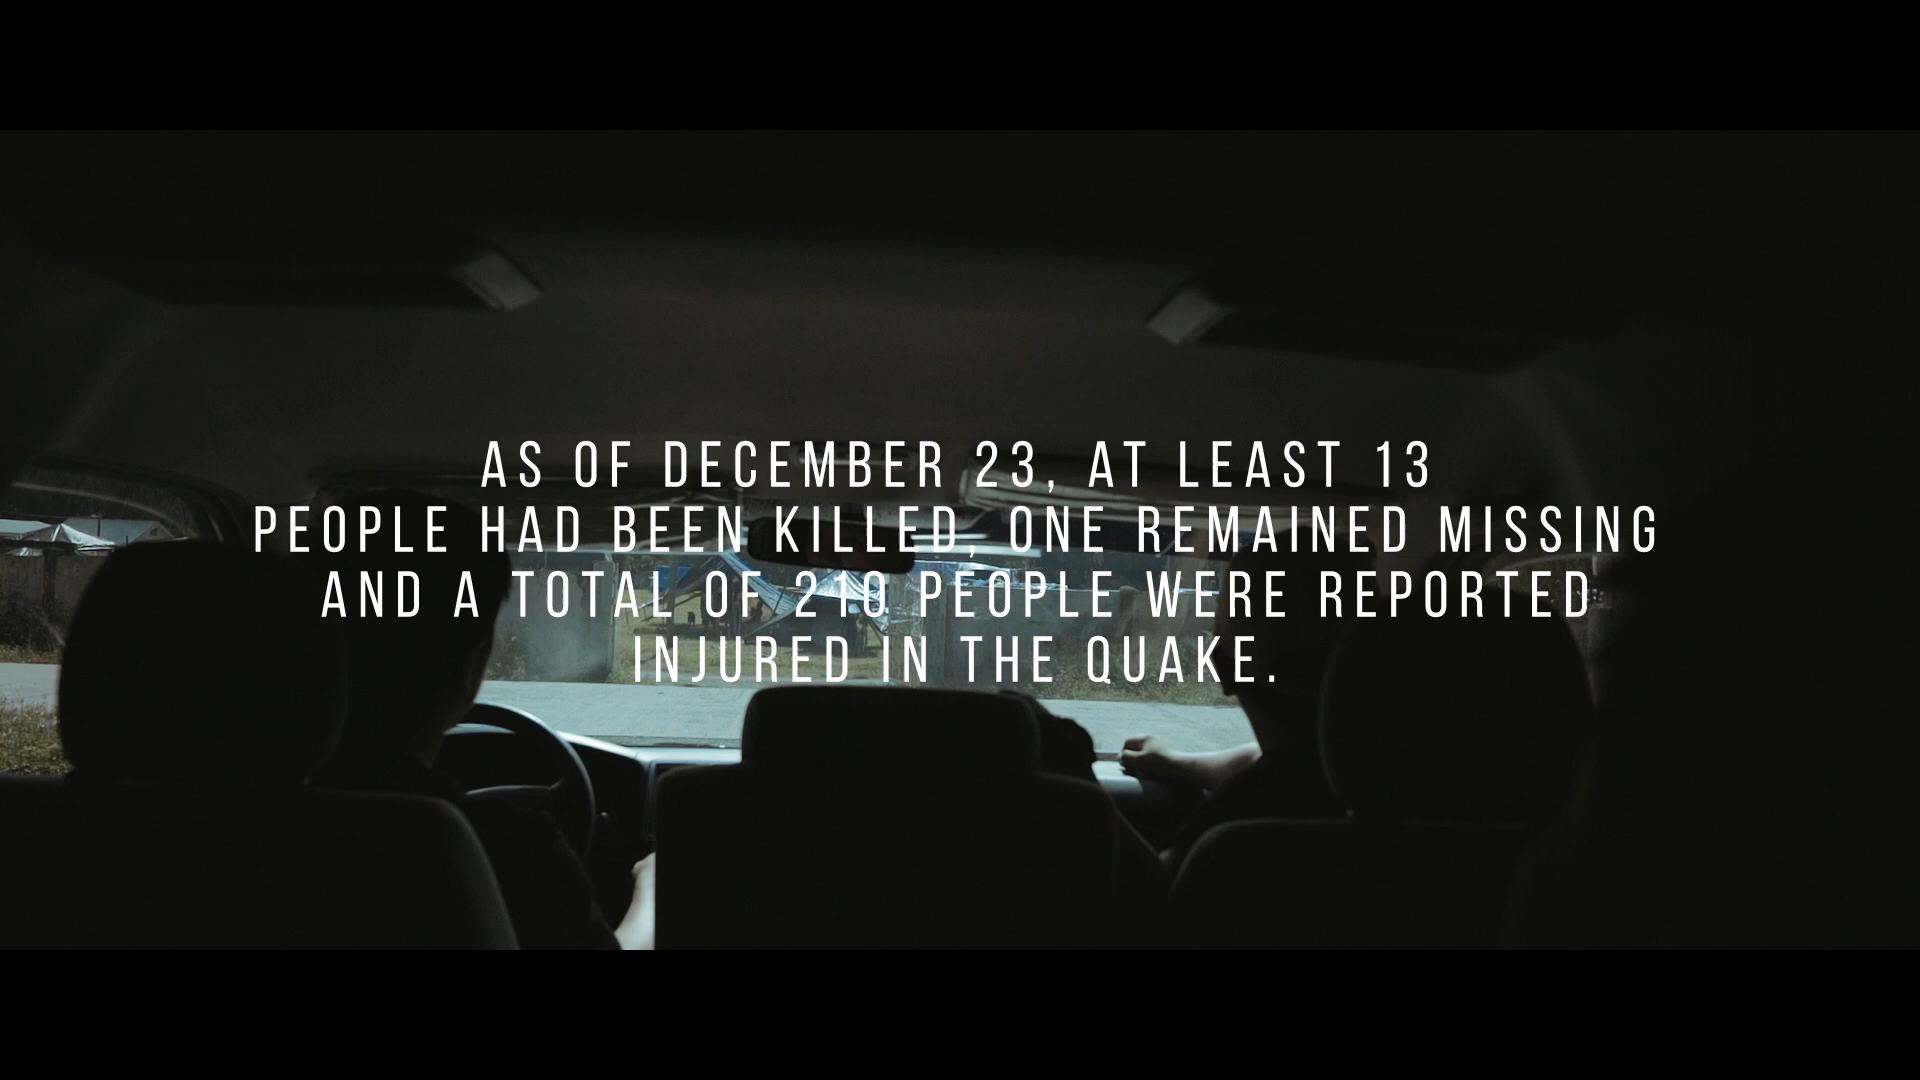 AS OF DECEMBER 23, AT LEAST 13
PEOPLE HAD BEEN KILLED, ONE REMAINED MISSING
AND A TOTAL OF 210 PEOPLE WERE REPORTED
INJURED IN THE QUAKE.